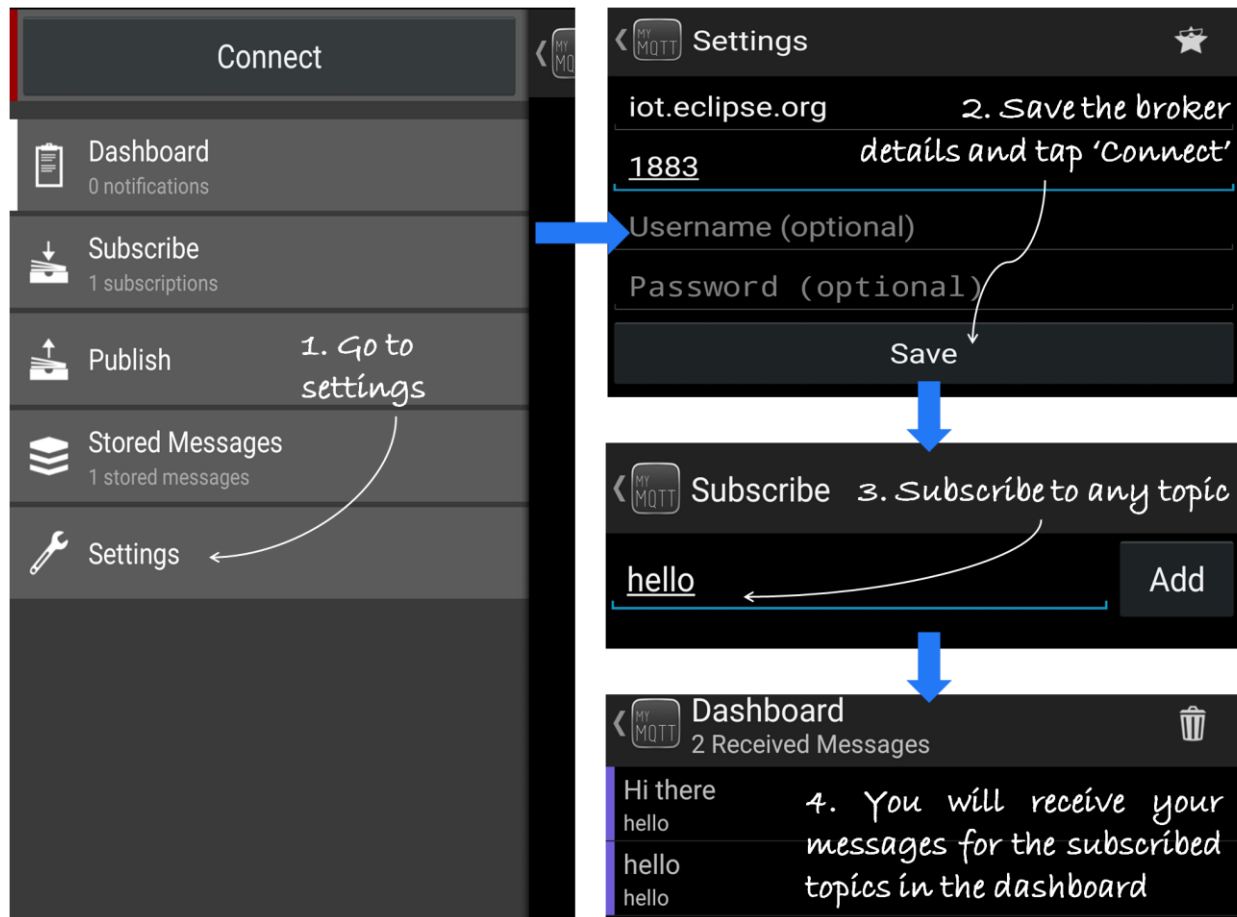 Connect
Dashboard
0 notifications
Subscribe
1 subscriptions
Publish
1. Go to
settings
Stored Messages
1 stored messages
Settings
MY
MQ
MY
MQTT
Settings
iot.eclipse.org
2. Save the broker
details and tap ‘Connect’
1883
Username (optional)
Password (optional)
Save
MY
MQTT
Subscribe
3. Subscribe to any topic
hello
Add
MY
MQTT
Dashboard
2 Received Messages
Hi there
hello
hello
hello
4. You will receive your
messages for the subscribed
topics in the dashboard